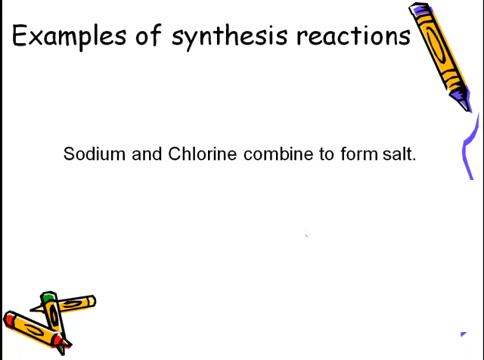 Examples of synthesis reactions
Sodium and Chlorine combine to form salt.